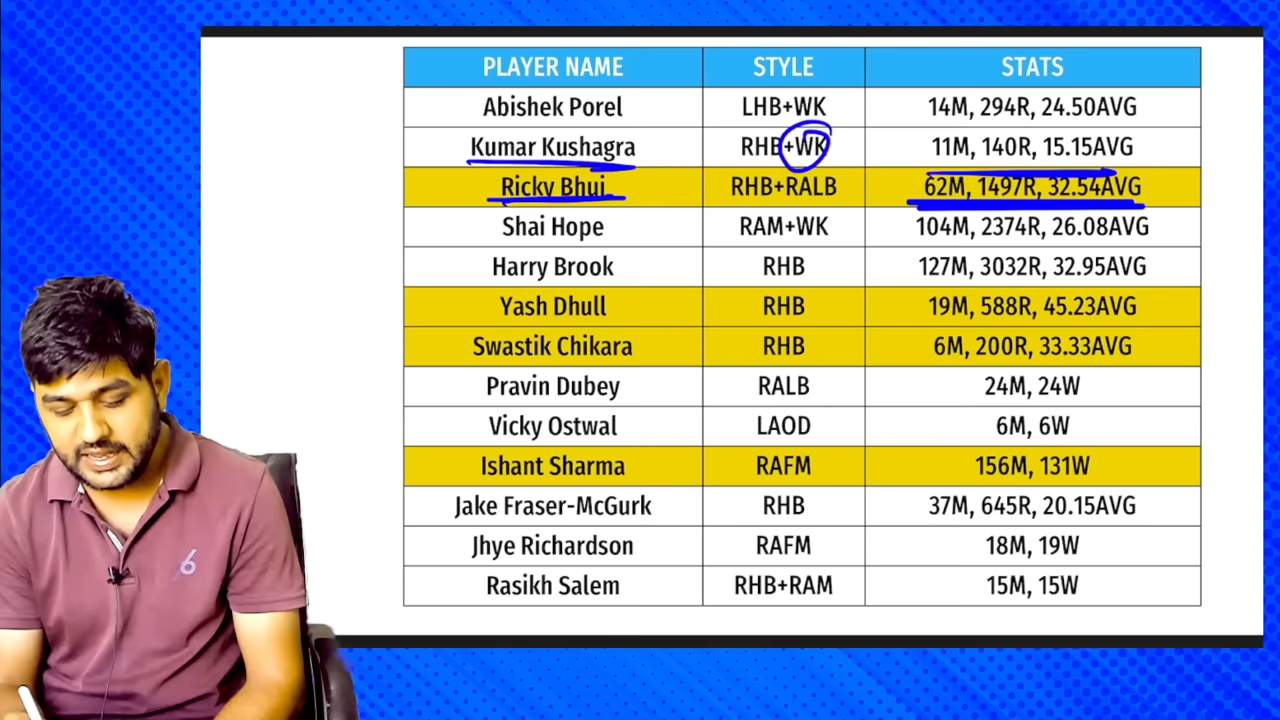 PLAYER NAME STYLE STATS
Abishek Porel LHB+WK 14M, 294R, 24.50AVG
Kumar Kushagra RHB+WK 11M, 140R, 15.15AVG
Ricky Bhui RHB+RALB 62M, 1497R, 32.54AVG
Shai Hope RAM+WK 104M, 2374R, 26.08AVG
Harry Brook RHB 127M, 3032R, 32.95AVG
Yash Dhull RHB 19M, 588R, 45.23AVG
Swastik Chikara RHB 6M, 200R, 33.33AVG
Pravin Dubey RALB 24M, 24W
Vicky Ostwal LAOD 6M, 6W
Ishant Sharma RAFM 156M, 131W
Jake Fraser-McGurk RHB 37M, 645R, 20.15AVG
Jhye Richardson RAFM 18M, 19W
Rasikh Salem RHB+RAM 15M, 15W
6